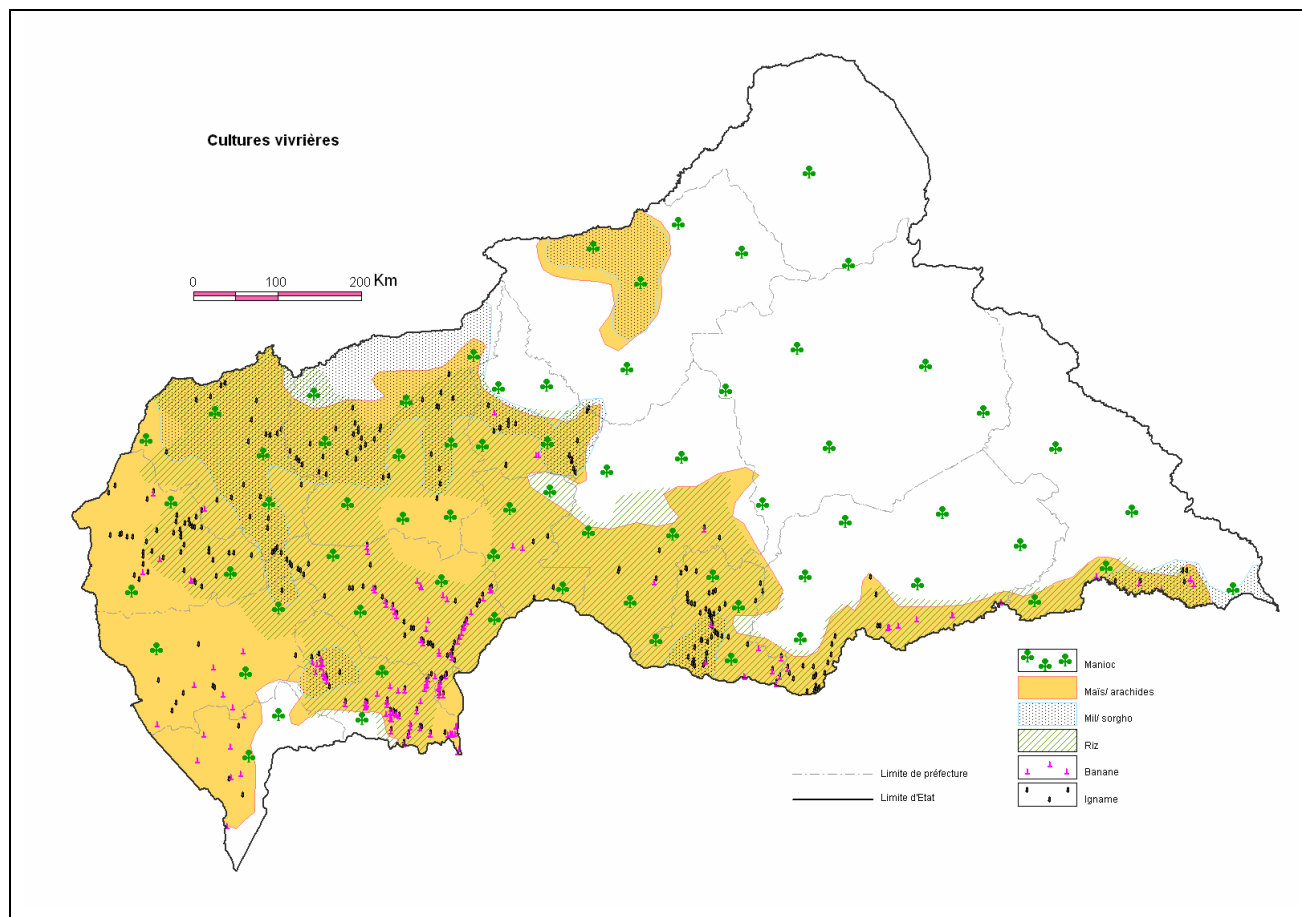 Cultures vivrières
0 100 200 Km
Manioc
Maïs/ arachides
Mil/ sorgho
Riz
Banane
Igname
Limite de préfecture
Limite d'Etat